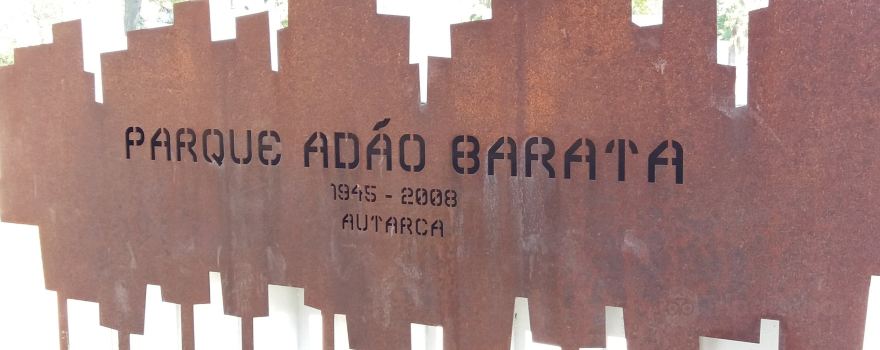 PARQUE ADÃO BARATA
1945 - 2008
AUTARCA